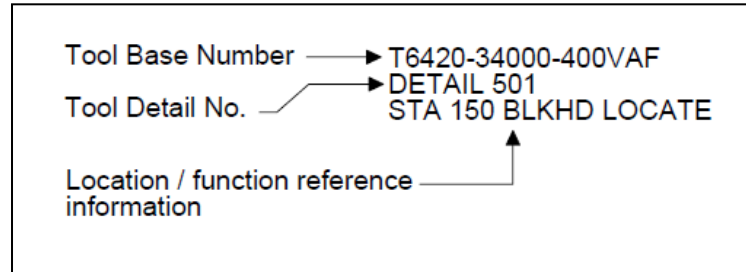 Tool Base Number T6420-34000-400VAF
DETAIL 501
Tool Detail No. STA 150 BLKHD LOCATE
Location / function reference
information